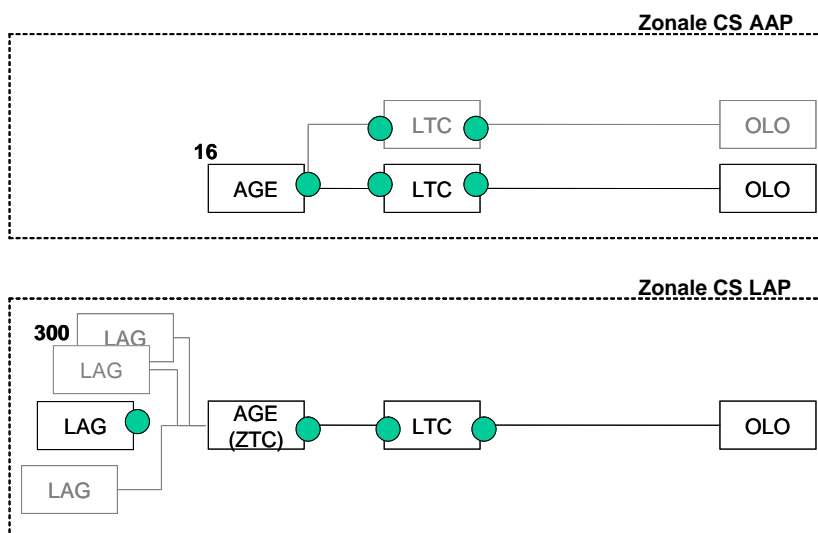 Zonale CS AAP
LTC
OLO
16
AGE
LTC
OLO
Zonale CS LAP
300
LAG
LAG
LAG
AGE
(ZTC)
LTC
OLO
LAG